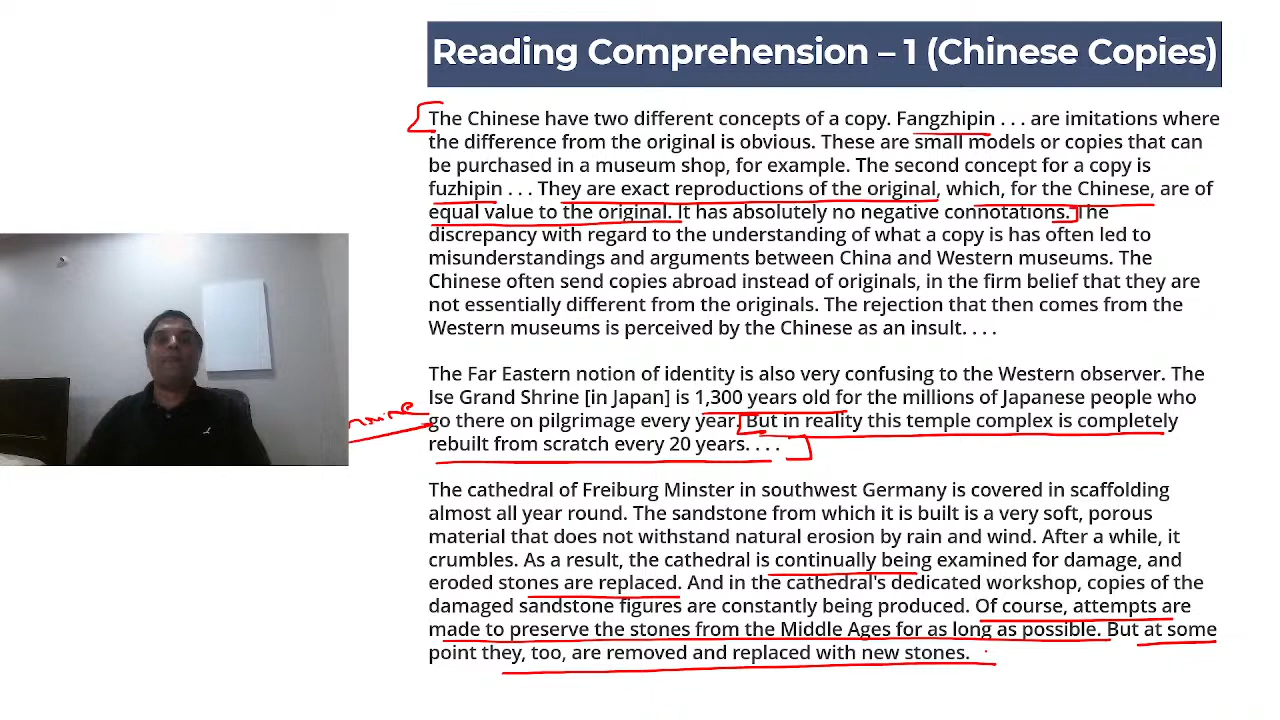 Reading Comprehension – 1 (Chinese Copies)
The Chinese have two different concepts of a copy. Fangzhipin . . . are imitations where
the difference from the original is obvious. These are small models or copies that can
be purchased in a museum shop, for example. The second concept for a copy is
fuzhipin . . . They are exact reproductions of the original, which, for the Chinese, are of
equal value to the original. It has absolutely no negative connotations. The
discrepancy with regard to the understanding of what a copy is has often led to
misunderstandings and arguments between China and Western museums. The
Chinese often send copies abroad instead of originals, in the firm belief that they are
not essentially different from the originals. The rejection that then comes from the
Western museums is perceived by the Chinese as an insult. . . .
The Far Eastern notion of identity is also very confusing to the Western observer. The
Ise Grand Shrine [in Japan] is 1,300 years old for the millions of Japanese people who
go there on pilgrimage every year. But in reality this temple complex is completely
rebuilt from scratch every 20 years. . . .
The cathedral of Freiburg Minster in southwest Germany is covered in scaffolding
almost all year round. The sandstone from which it is built is a very soft, porous
material that does not withstand natural erosion by rain and wind. After a while, it
crumbles. As a result, the cathedral is continually being examined for damage, and
eroded stones are replaced. And in the cathedral's dedicated workshop, copies of the
damaged sandstone figures are constantly being produced. Of course, attempts are
made to preserve the stones from the Middle Ages for as long as possible. But at some
point they, too, are removed and replaced with new stones.